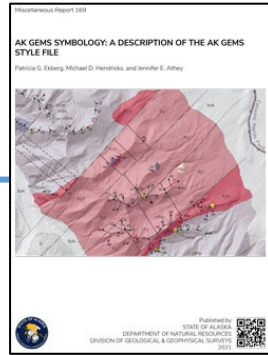 Miscellaneous Report 169
AK GEMS SYMBOLOGY: A DESCRIPTION OF THE AK GEMS
STYLE FILE
Patricia G. Ekberg, Michael D. Hendricks, and Jennifer E. Athey
Published by
STATE OF ALASKA
DEPARTMENT OF NATURAL RESOURCES
DIVISION OF GEOLOGICAL & GEOPHYSICAL SURVEYS
2021